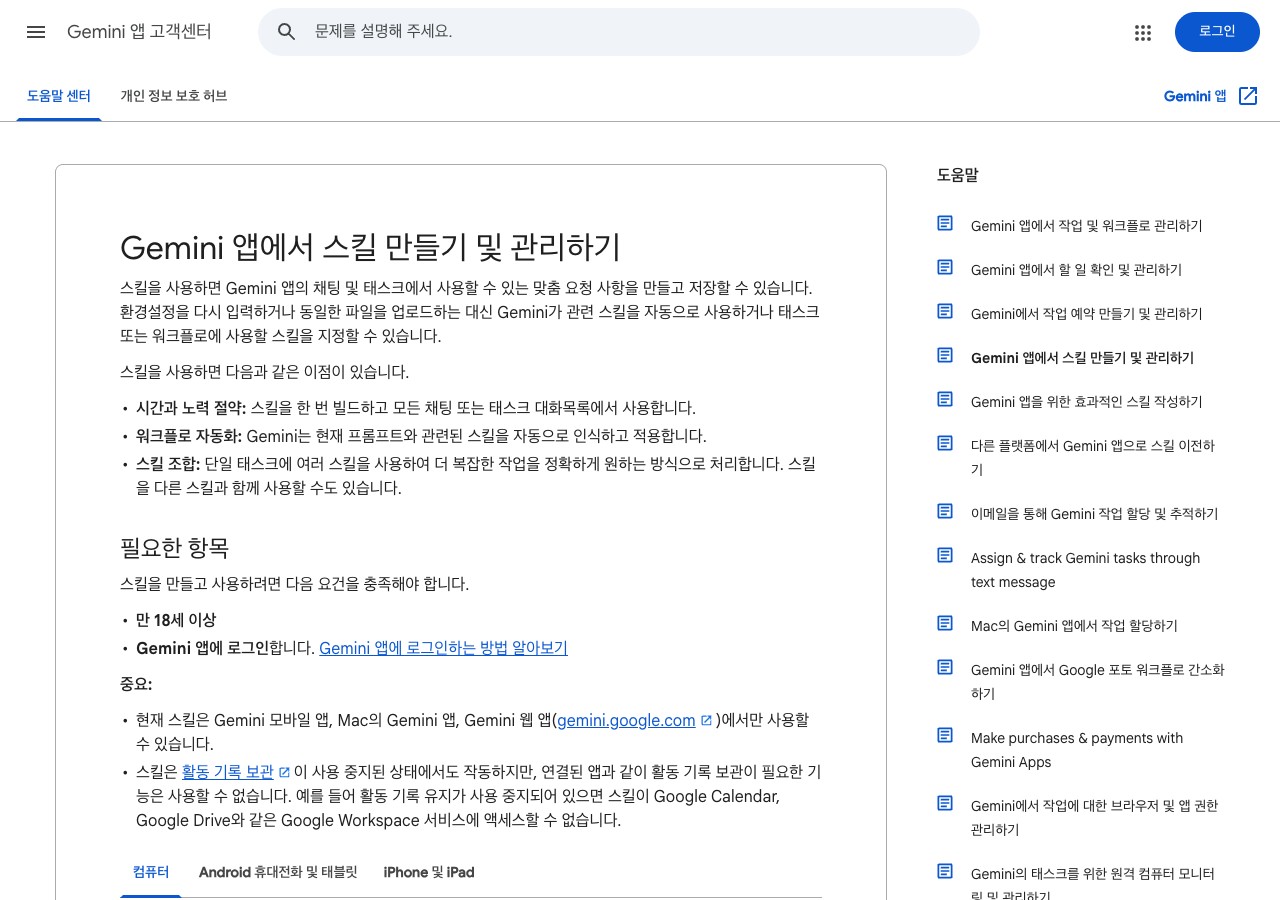 Gemini 앱 고객센터
문제를 설명해 주세요.
로그인
도움말 센터
개인 정보 보호 허브
Gemini 앱
Gemini 앱에서 스킬 만들기 및 관리하기
스킬을 사용하면 Gemini 앱의 채팅 및 태스크에서 사용할 수 있는 맞춤 요청 사항을 만들고 저장할 수 있습니다.
환경설정을 다시 입력하거나 동일한 파일을 업로드하는 대신 Gemini가 관련 스킬을 자동으로 사용하거나 태스크
또는 워크플로에 사용할 스킬을 지정할 수 있습니다.
스킬을 사용하면 다음과 같은 이점이 있습니다.
• 시간과 노력 절약: 스킬을 한 번 빌드하고 모든 채팅 또는 태스크 대화목록에서 사용합니다.
• 워크플로 자동화: Gemini는 현재 프롬프트와 관련된 스킬을 자동으로 인식하고 적용합니다.
• 스킬 조합: 단일 태스크에 여러 스킬을 사용하여 더 복잡한 작업을 정확하게 원하는 방식으로 처리합니다. 스킬
을 다른 스킬과 함께 사용할 수도 있습니다.
필요한 항목
스킬을 만들고 사용하려면 다음 요건을 충족해야 합니다.
• 만 18세 이상
• Gemini 앱에 로그인합니다. Gemini 앱에 로그인하는 방법 알아보기
중요:
• 현재 스킬은 Gemini 모바일 앱, Mac의 Gemini 앱, Gemini 웹 앱(gemini.google.com )에서만 사용할
수 있습니다.
• 스킬은 활동 기록 보관 이 사용 중지된 상태에서도 작동하지만, 연결된 앱과 같이 활동 기록 보관이 필요한 기
능은 사용할 수 없습니다. 예를 들어 활동 기록 유지가 사용 중지되어 있으면 스킬이 Google Calendar,
Google Drive와 같은 Google Workspace 서비스에 액세스할 수 없습니다.
컴퓨터
Android 휴대전화 및 태블릿
iPhone 및 iPad
도움말
Gemini 앱에서 작업 및 워크플로 관리하기
Gemini 앱에서 할 일 확인 및 관리하기
Gemini에서 작업 예약 만들기 및 관리하기
Gemini 앱에서 스킬 만들기 및 관리하기
Gemini 앱을 위한 효과적인 스킬 작성하기
다른 플랫폼에서 Gemini 앱으로 스킬 이전하
기
이메일을 통해 Gemini 작업 할당 및 추적하기
Assign & track Gemini tasks through
text message
Mac의 Gemini 앱에서 작업 할당하기
Gemini 앱에서 Google 포토 워크플로 간소화
하기
Make purchases & payments with
Gemini Apps
Gemini에서 작업에 대한 브라우저 및 앱 권한
관리하기
Gemini의 태스크를 위한 원격 컴퓨터 모니터
링 및 관리하기